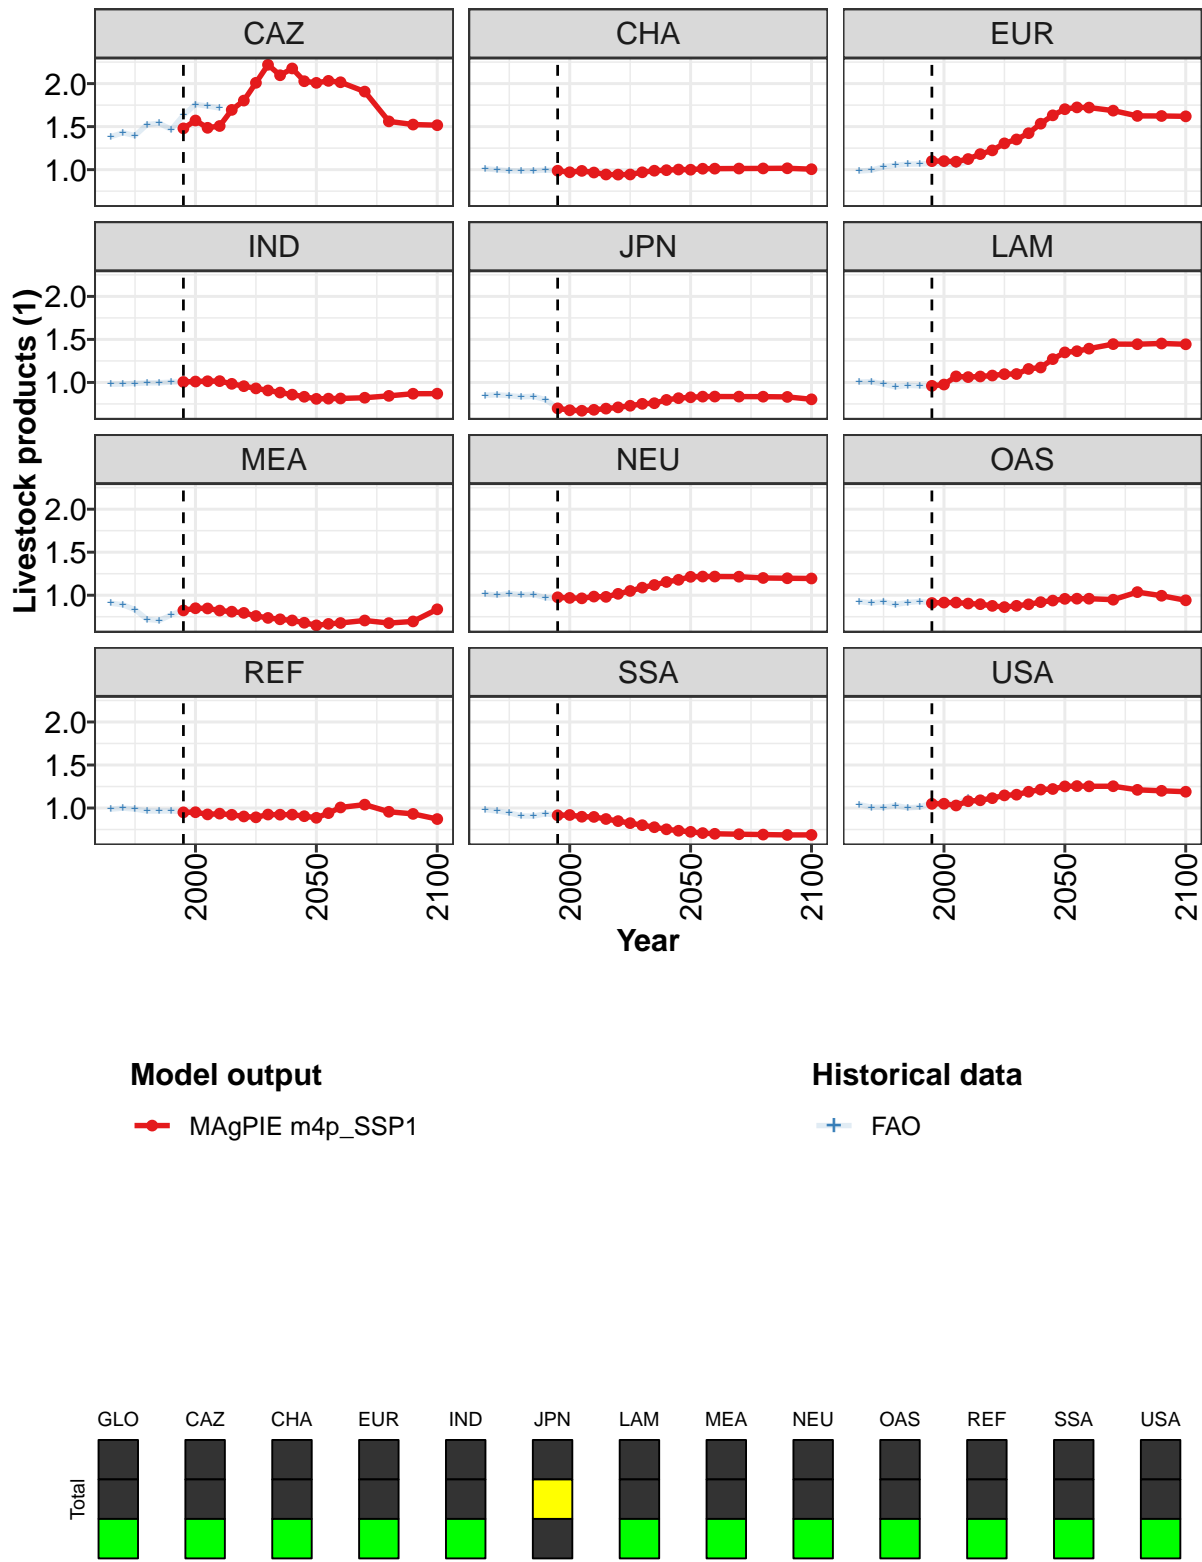 CAZ CHA EUR
2.0
1.5
1.0
IND JPN LAM
2.0
1.5
1.0
MEA NEU OAS
2.0
1.5
1.0
REF SSA USA
2.0
1.5
1.0
Livestock products (1)
2000 2050 2100 2000 2050 2100 2000 2050 2100
Year
Model output Historical data
MAgPIE m4p_SSP1 FAO
GLO CAZ CHA EUR IND JPN LAM MEA NEU OAS REF SSA USA
Total